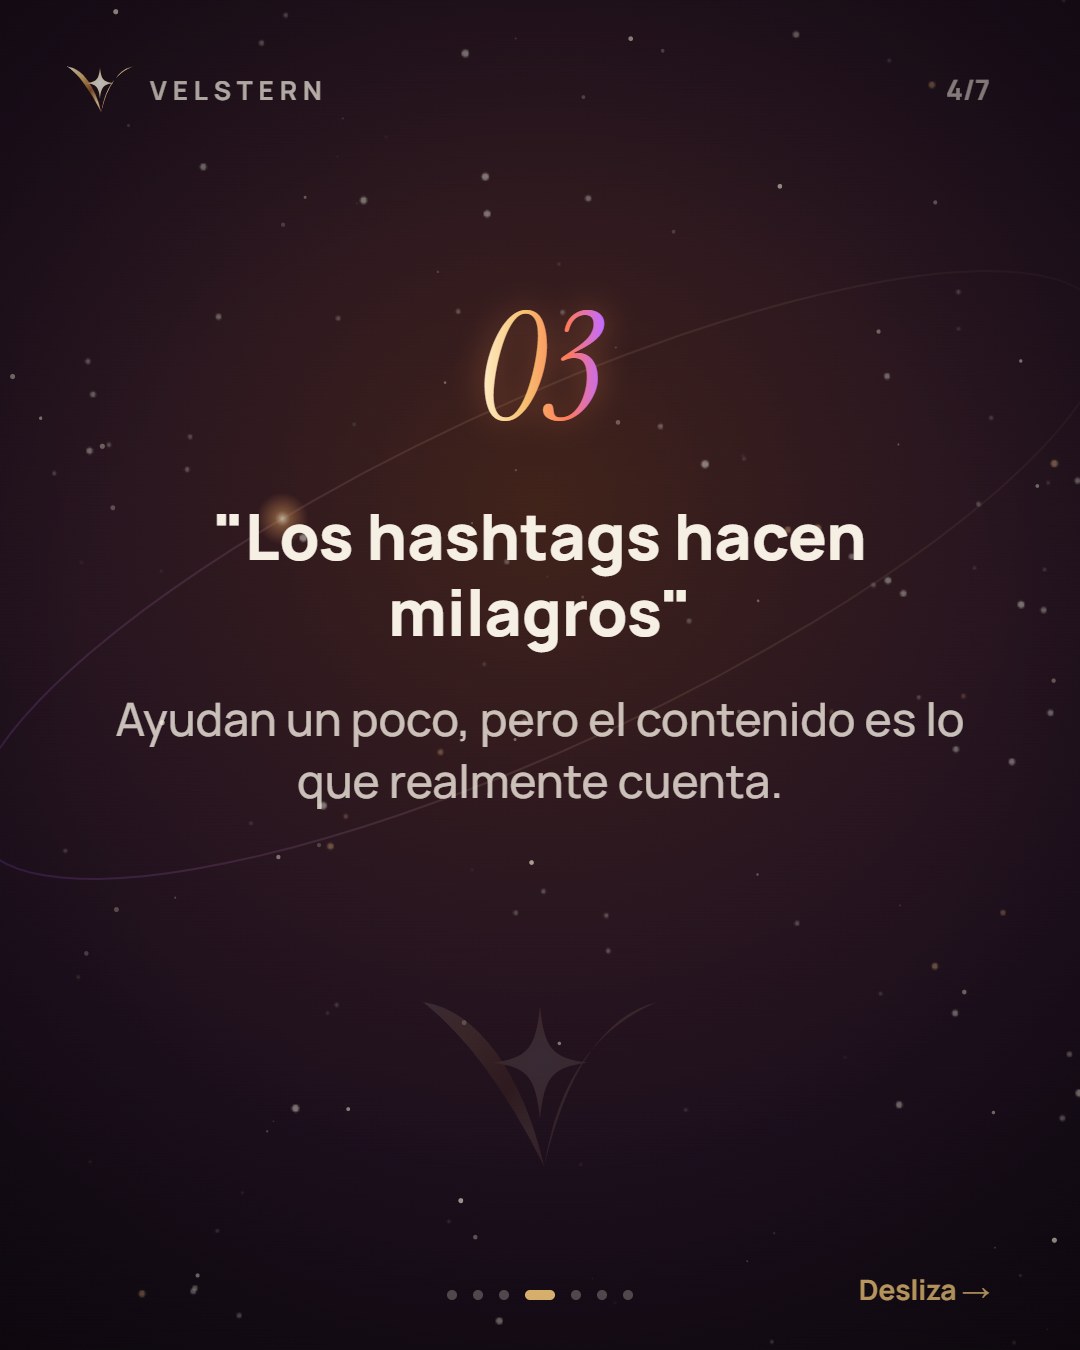 VELSTERN
4/7
03
"Los hashtags hacen
milagros"
Ayudan un poco, pero el contenido es lo
que realmente cuenta.
Desliza →